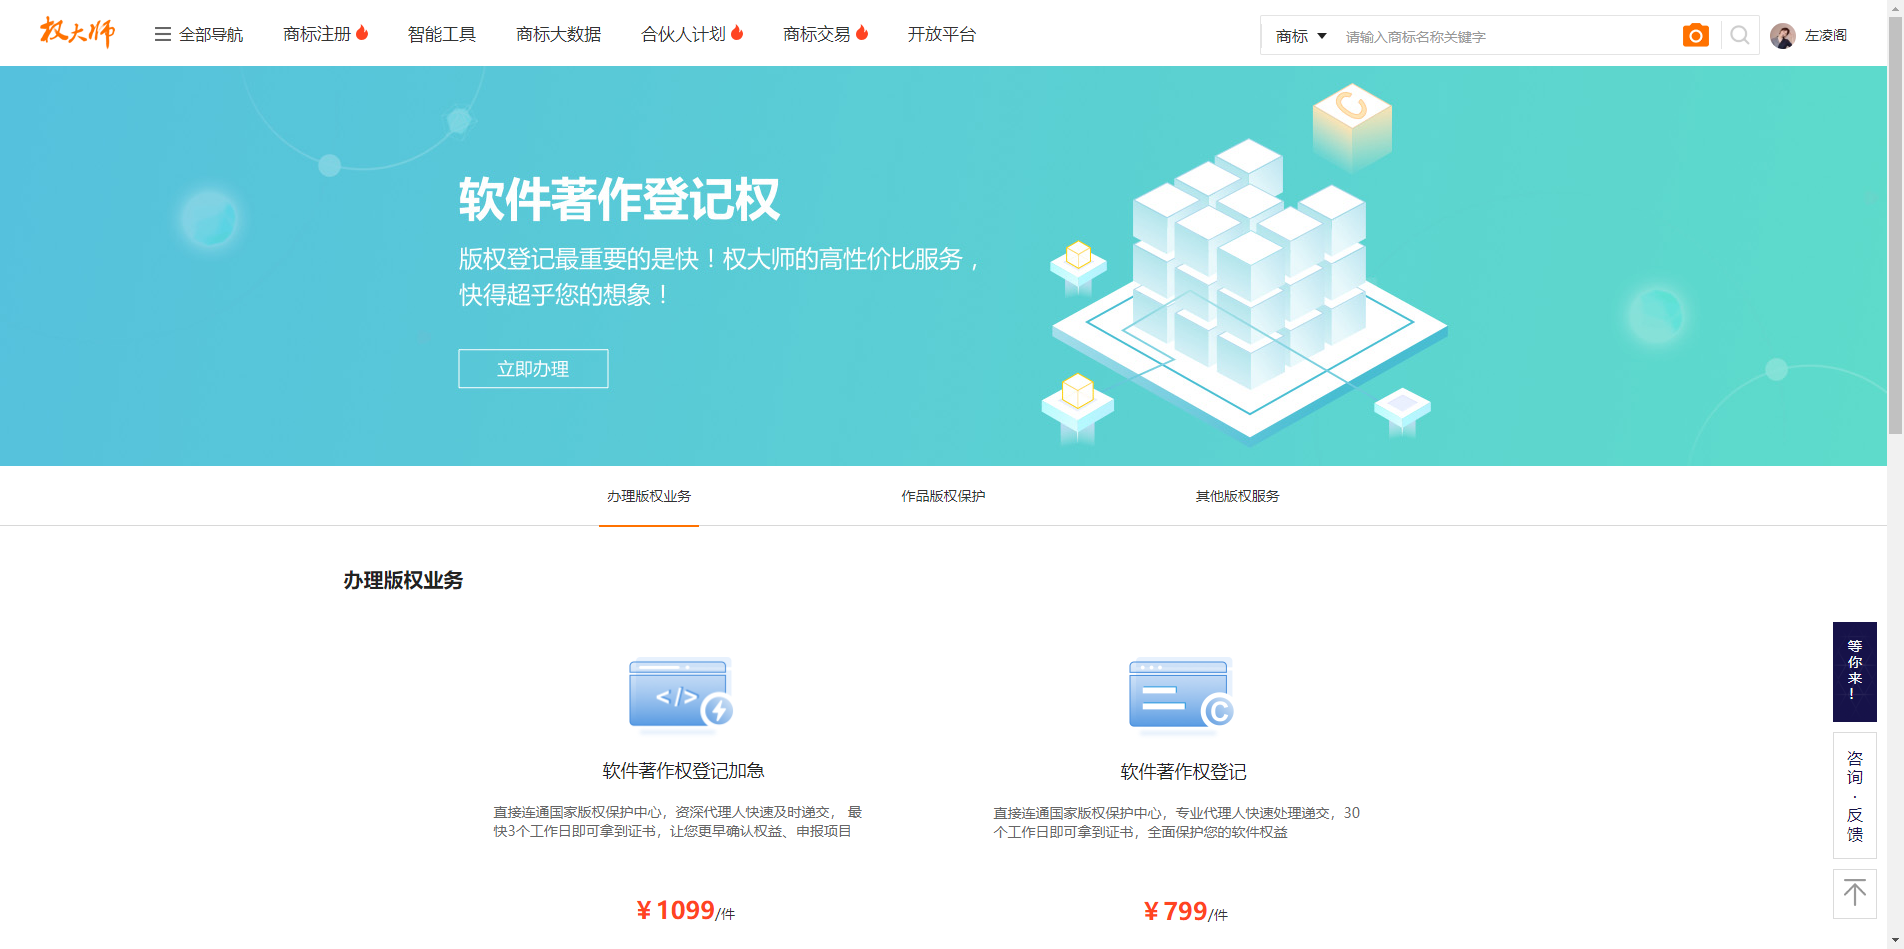 权大师
全部导航
商标注册
智能工具
商标大数据
合伙人计划
商标交易
开放平台
商标
请输入商标名称关键字
左凌阁
C
软件著作登记权
版权登记最重要的是快！权大师的高性价比服务，
快得超乎您的想象！
立即办理
办理版权业务
作品版权保护
其他版权服务
办理版权业务
</>
C
软件著作权登记加急
直接连通国家版权保护中心，资深代理人快速及时递交， 最
快3个工作日即可拿到证书，让您更早确认权益、申报项目
¥ 1099/件
软件著作权登记
直接连通国家版权保护中心，专业代理人快速处理递交，30
个工作日即可拿到证书，全面保护您的软件权益
¥ 799/件
等你来！
咨询·反馈